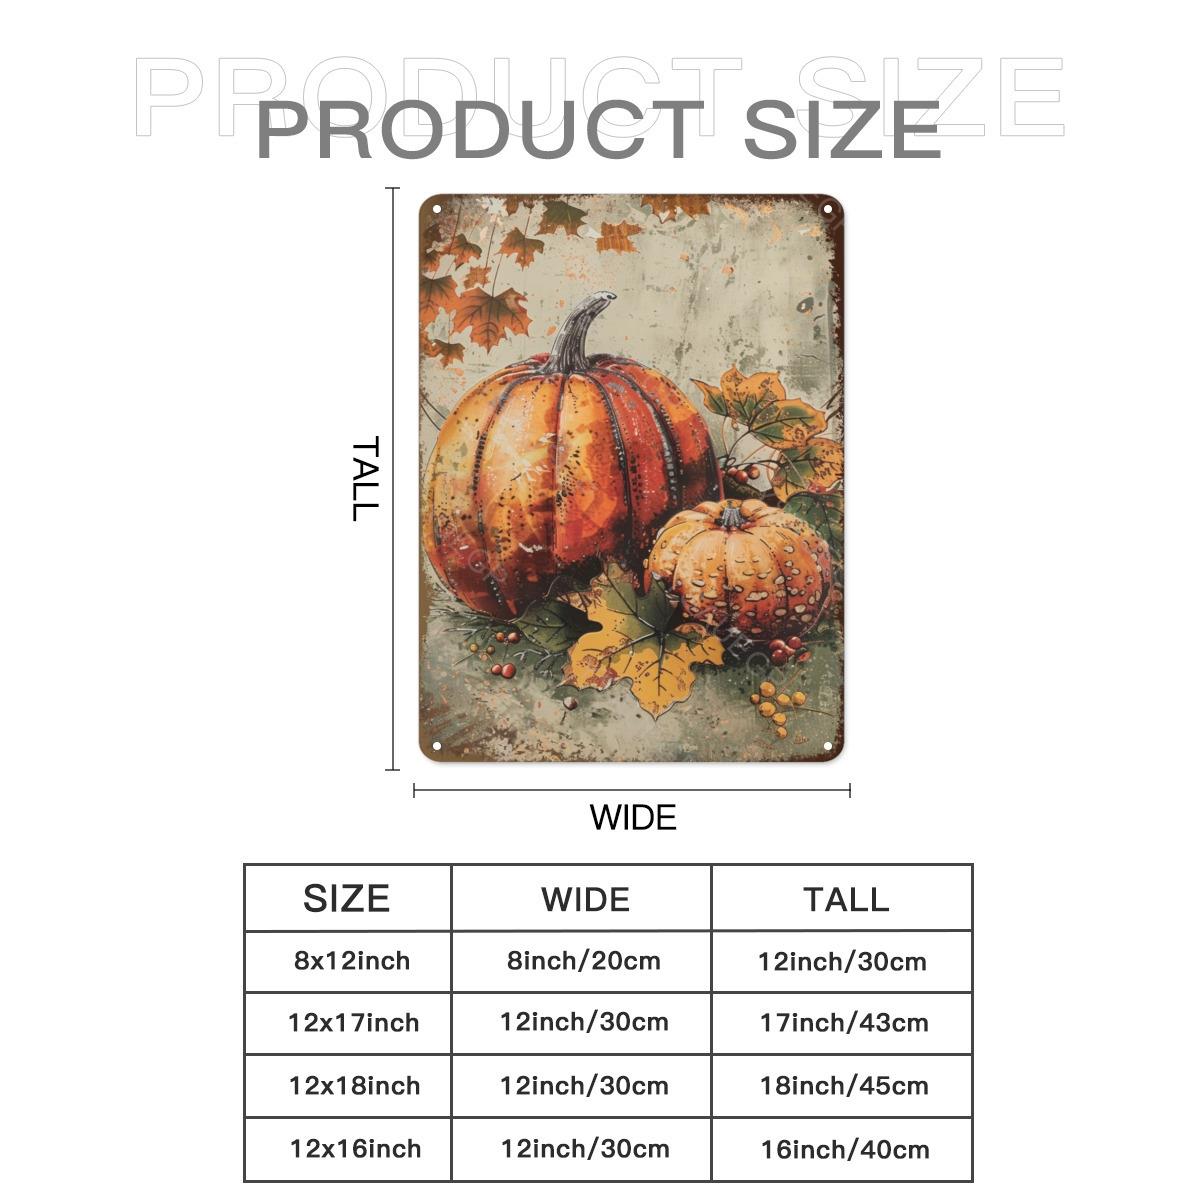 PRODUCT SIZE
PRODUCT SIZE
TALL
WIDE
SIZE WIDE TALL
8x12inch 8inch/20cm 12inch/30cm
12x17inch 12inch/30cm 17inch/43cm
12x18inch 12inch/30cm 18inch/45cm
12x16inch 12inch/30cm 16inch/40cm